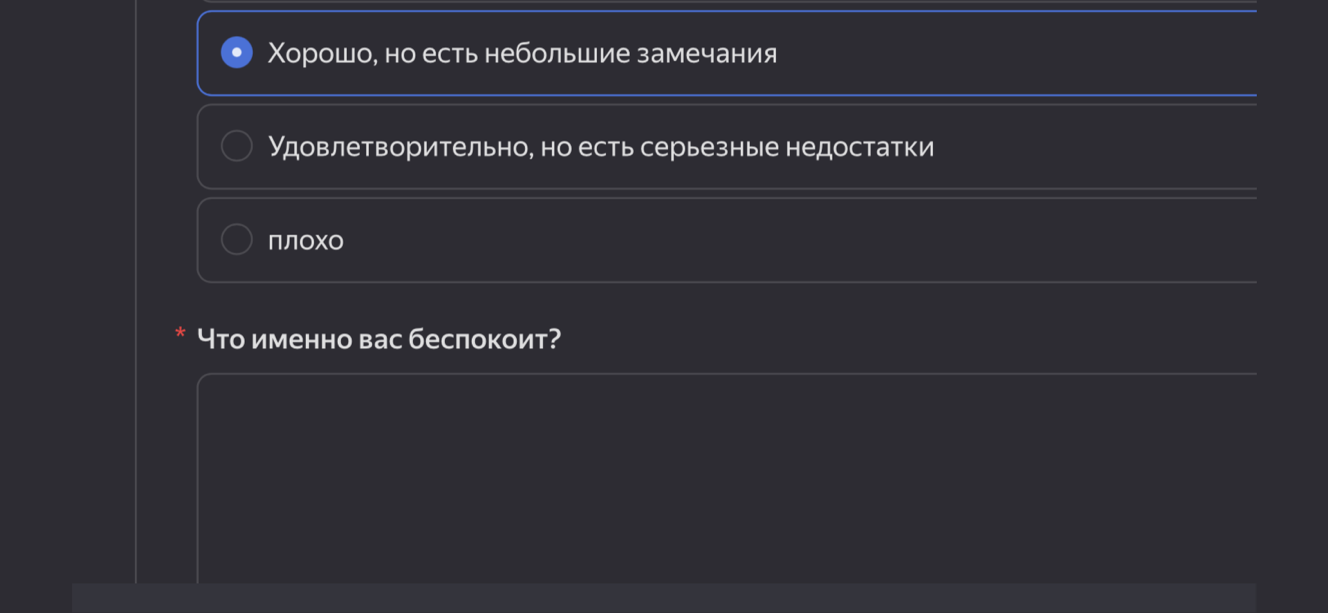 Хорошо, но есть небольшие замечания
Удовлетворительно, но есть серьезные недостатки
плохо
* Что именно вас беспокоит?